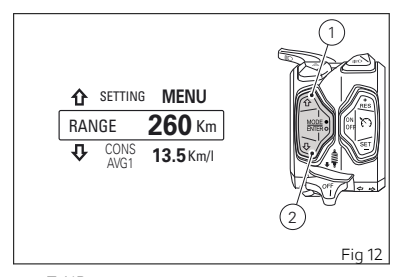 1
⇧ SETTING MENU
RANGE 260 Km
⇩ CONS AVG1 13.5 Km/l
MODE
ENTER
ON
OFF
RES
SET
OFF
2
Fig 12